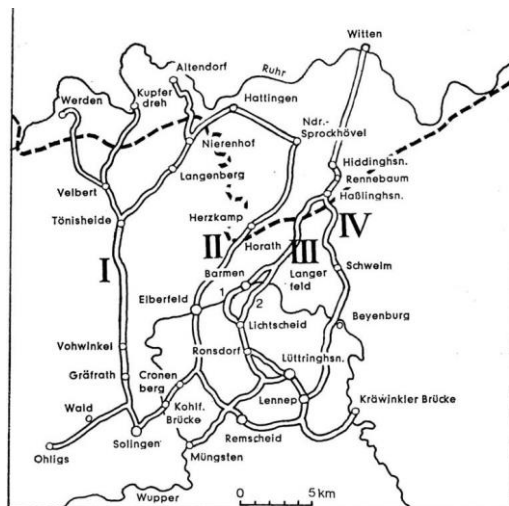 Witten
Altendorf
Ruhr
Kupfer
dreh
Werden
Hattingen
Ndr.-
Sprockhövel
Nierenhof
Hiddinghsn.
Langenberg
Rennebaum
Velbert
Haßlinghsn.
Tönisheide
Herzkamp
IV
II
Horath
III
I
Barmen
Langer
feld
Schwelm
1
2
Elberfeld
Lichtscheid
Beyenburg
Vohwinkel
Ronsdorf
Lüttringhsn.
Gräfrath
Cronen
berg
Lennep
Kräwinkler Brücke
Wald
Kohlf.
Brücke
Remscheid
Solingen
Ohligs
Müngsten
Wupper
0 5 km